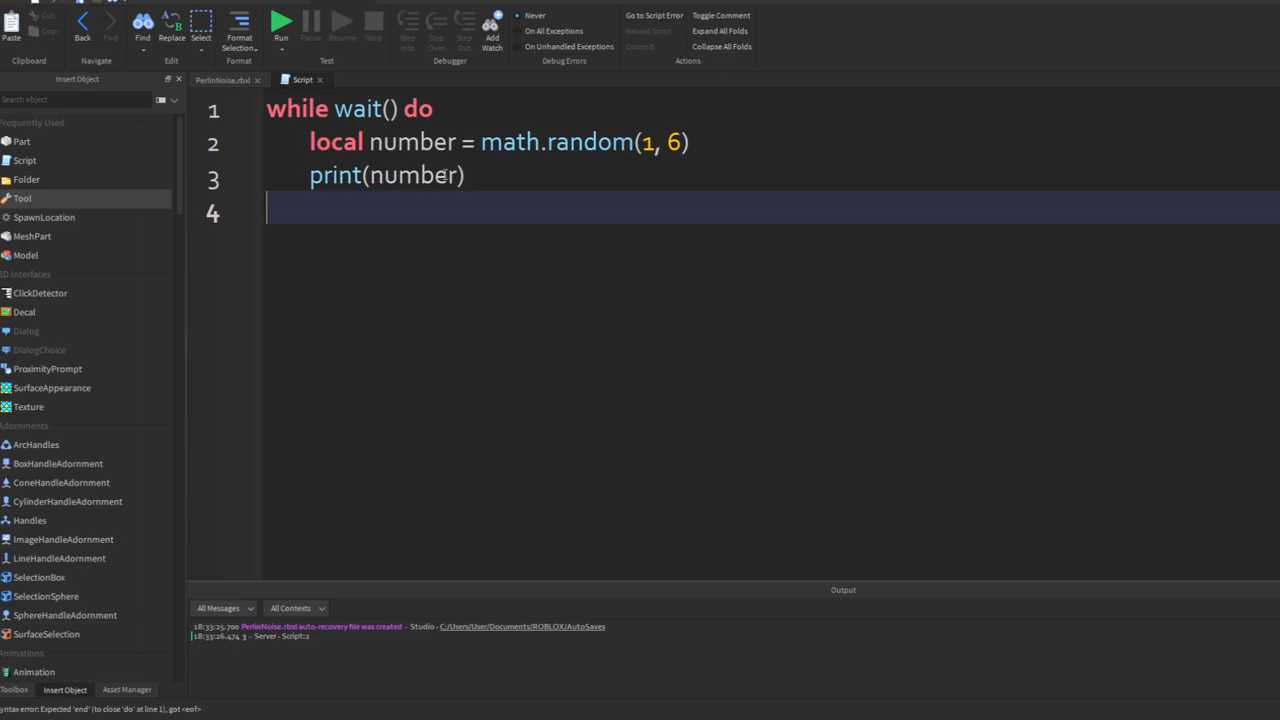 Cut
Copy
Paste
Clipboard
Back
Fwd
Navigate
Find
Replace
Select
Edit
Format
Selection
Format
Run
Pause
Resume
Stop
Test
Step
Into
Step
Over
Step
Out
Add
Watch
Debugger
Never
On All Exceptions
On Unhandled Exceptions
Debug Errors
Go to Script Error
Reload Script
Commit
Toggle Comment
Expand All Folds
Collapse All Folds
Actions
Insert Object
Search object
Frequently Used
Part
Script
Folder
Tool
SpawnLocation
MeshPart
Model
3D Interfaces
ClickDetector
Decal
Dialog
DialogChoice
ProximityPrompt
SurfaceAppearance
Texture
Adornments
ArcHandles
BoxHandleAdornment
ConeHandleAdornment
CylinderHandleAdornment
Handles
ImageHandleAdornment
LineHandleAdornment
SelectionBox
SelectionSphere
SphereHandleAdornment
SurfaceSelection
Animations
Animation
Toolbox Insert Object Asset Manager
PerlinNoise.rbxl × Script ×
1 while wait() do
2 local number = math.random(1, 6)
3 print(number)
4
Output
All Messages All Contexts
18:33:25.700 PerlinNoise.rbxl auto-recovery file was created - Studio - C:/Users/User/Documents/ROBLOX/AutoSaves
18:33:26.474 3 - Server - Script:2
yntax error: Expected 'end' (to close 'do' at line 1), got <eof>